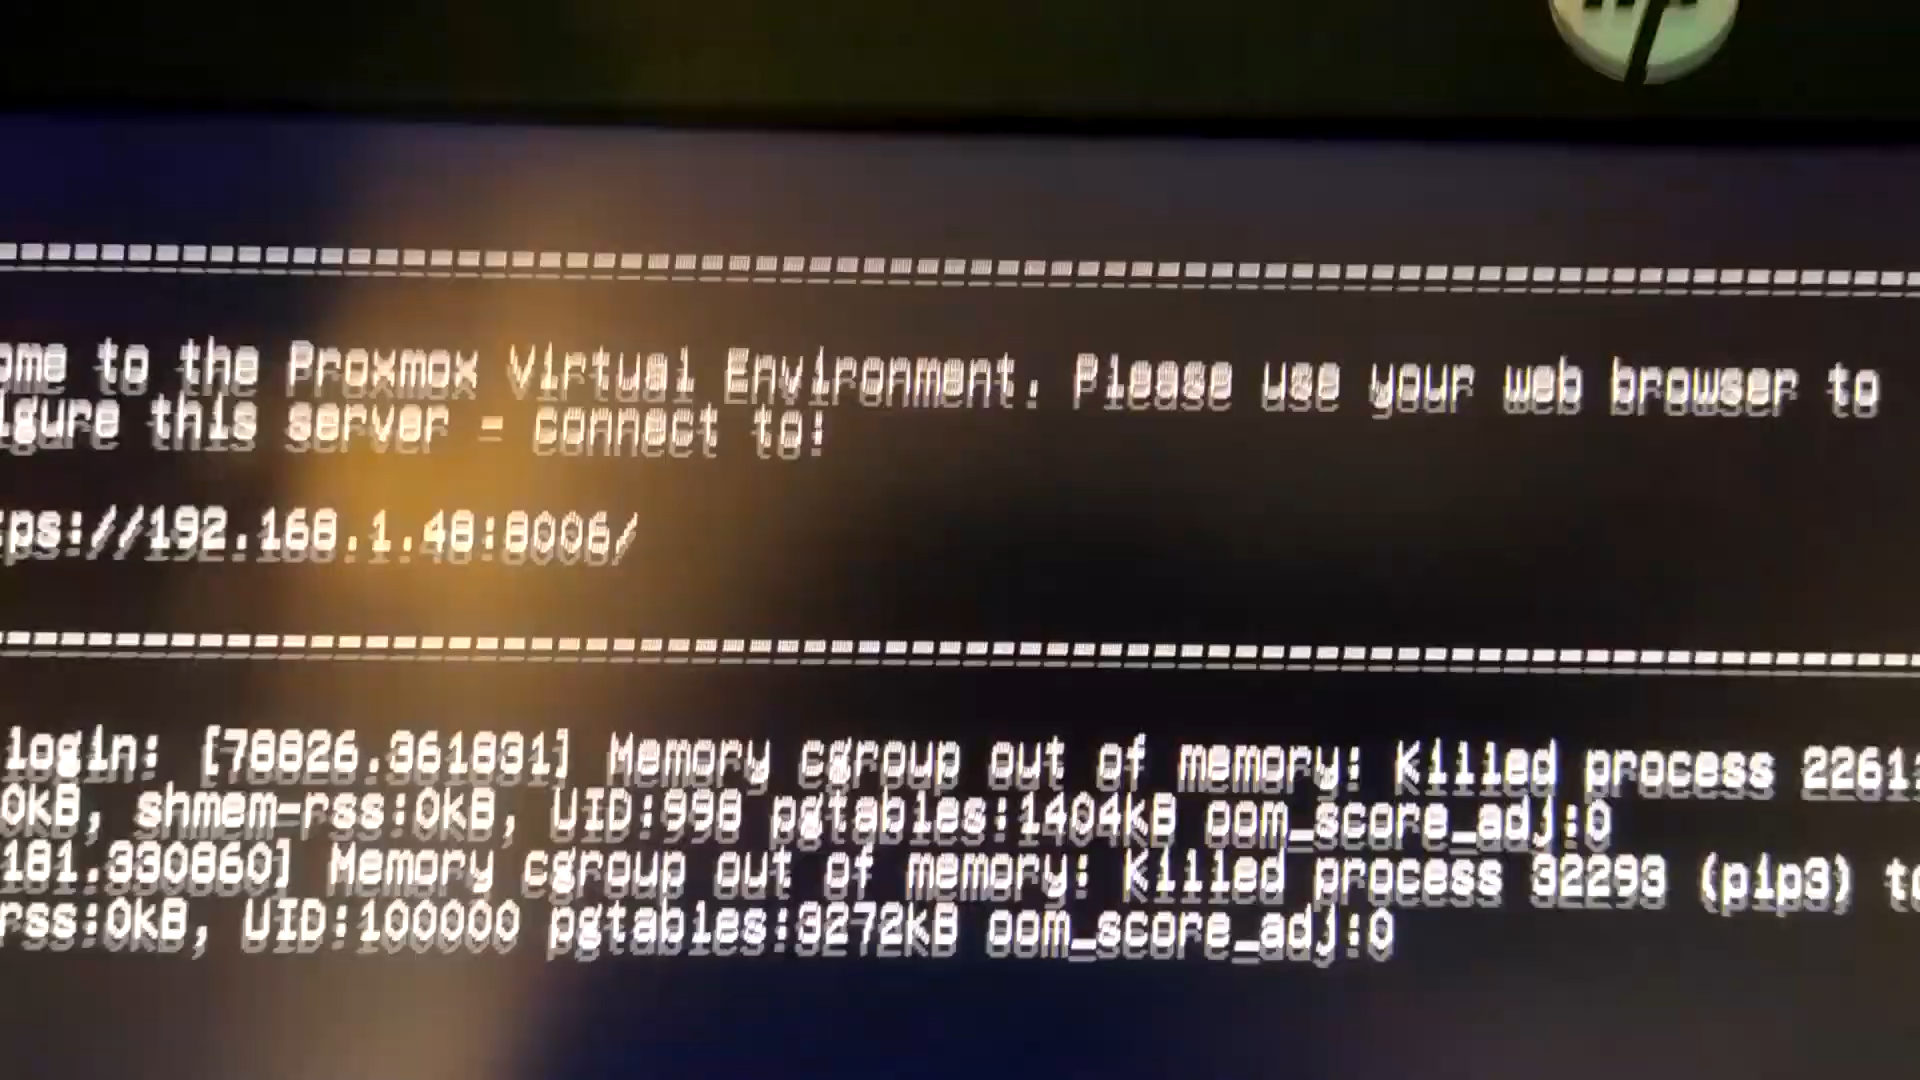 ome to the Proxmox Virtual Environment. Please use your web browser to
igure this server - connect to:
tps://192.168.1.48:8006/
login: [78826.361831] Memory cgroup out of memory: Killed process 2261
0kB, shmem-rss:0kB, UID:998 pgtables:1404kB oom_score_adj:0
181.330860] Memory cgroup out of memory: Killed process 32293 (pip3) to
rss:0kB, UID:100000 pgtables:3272kB oom_score_adj:0